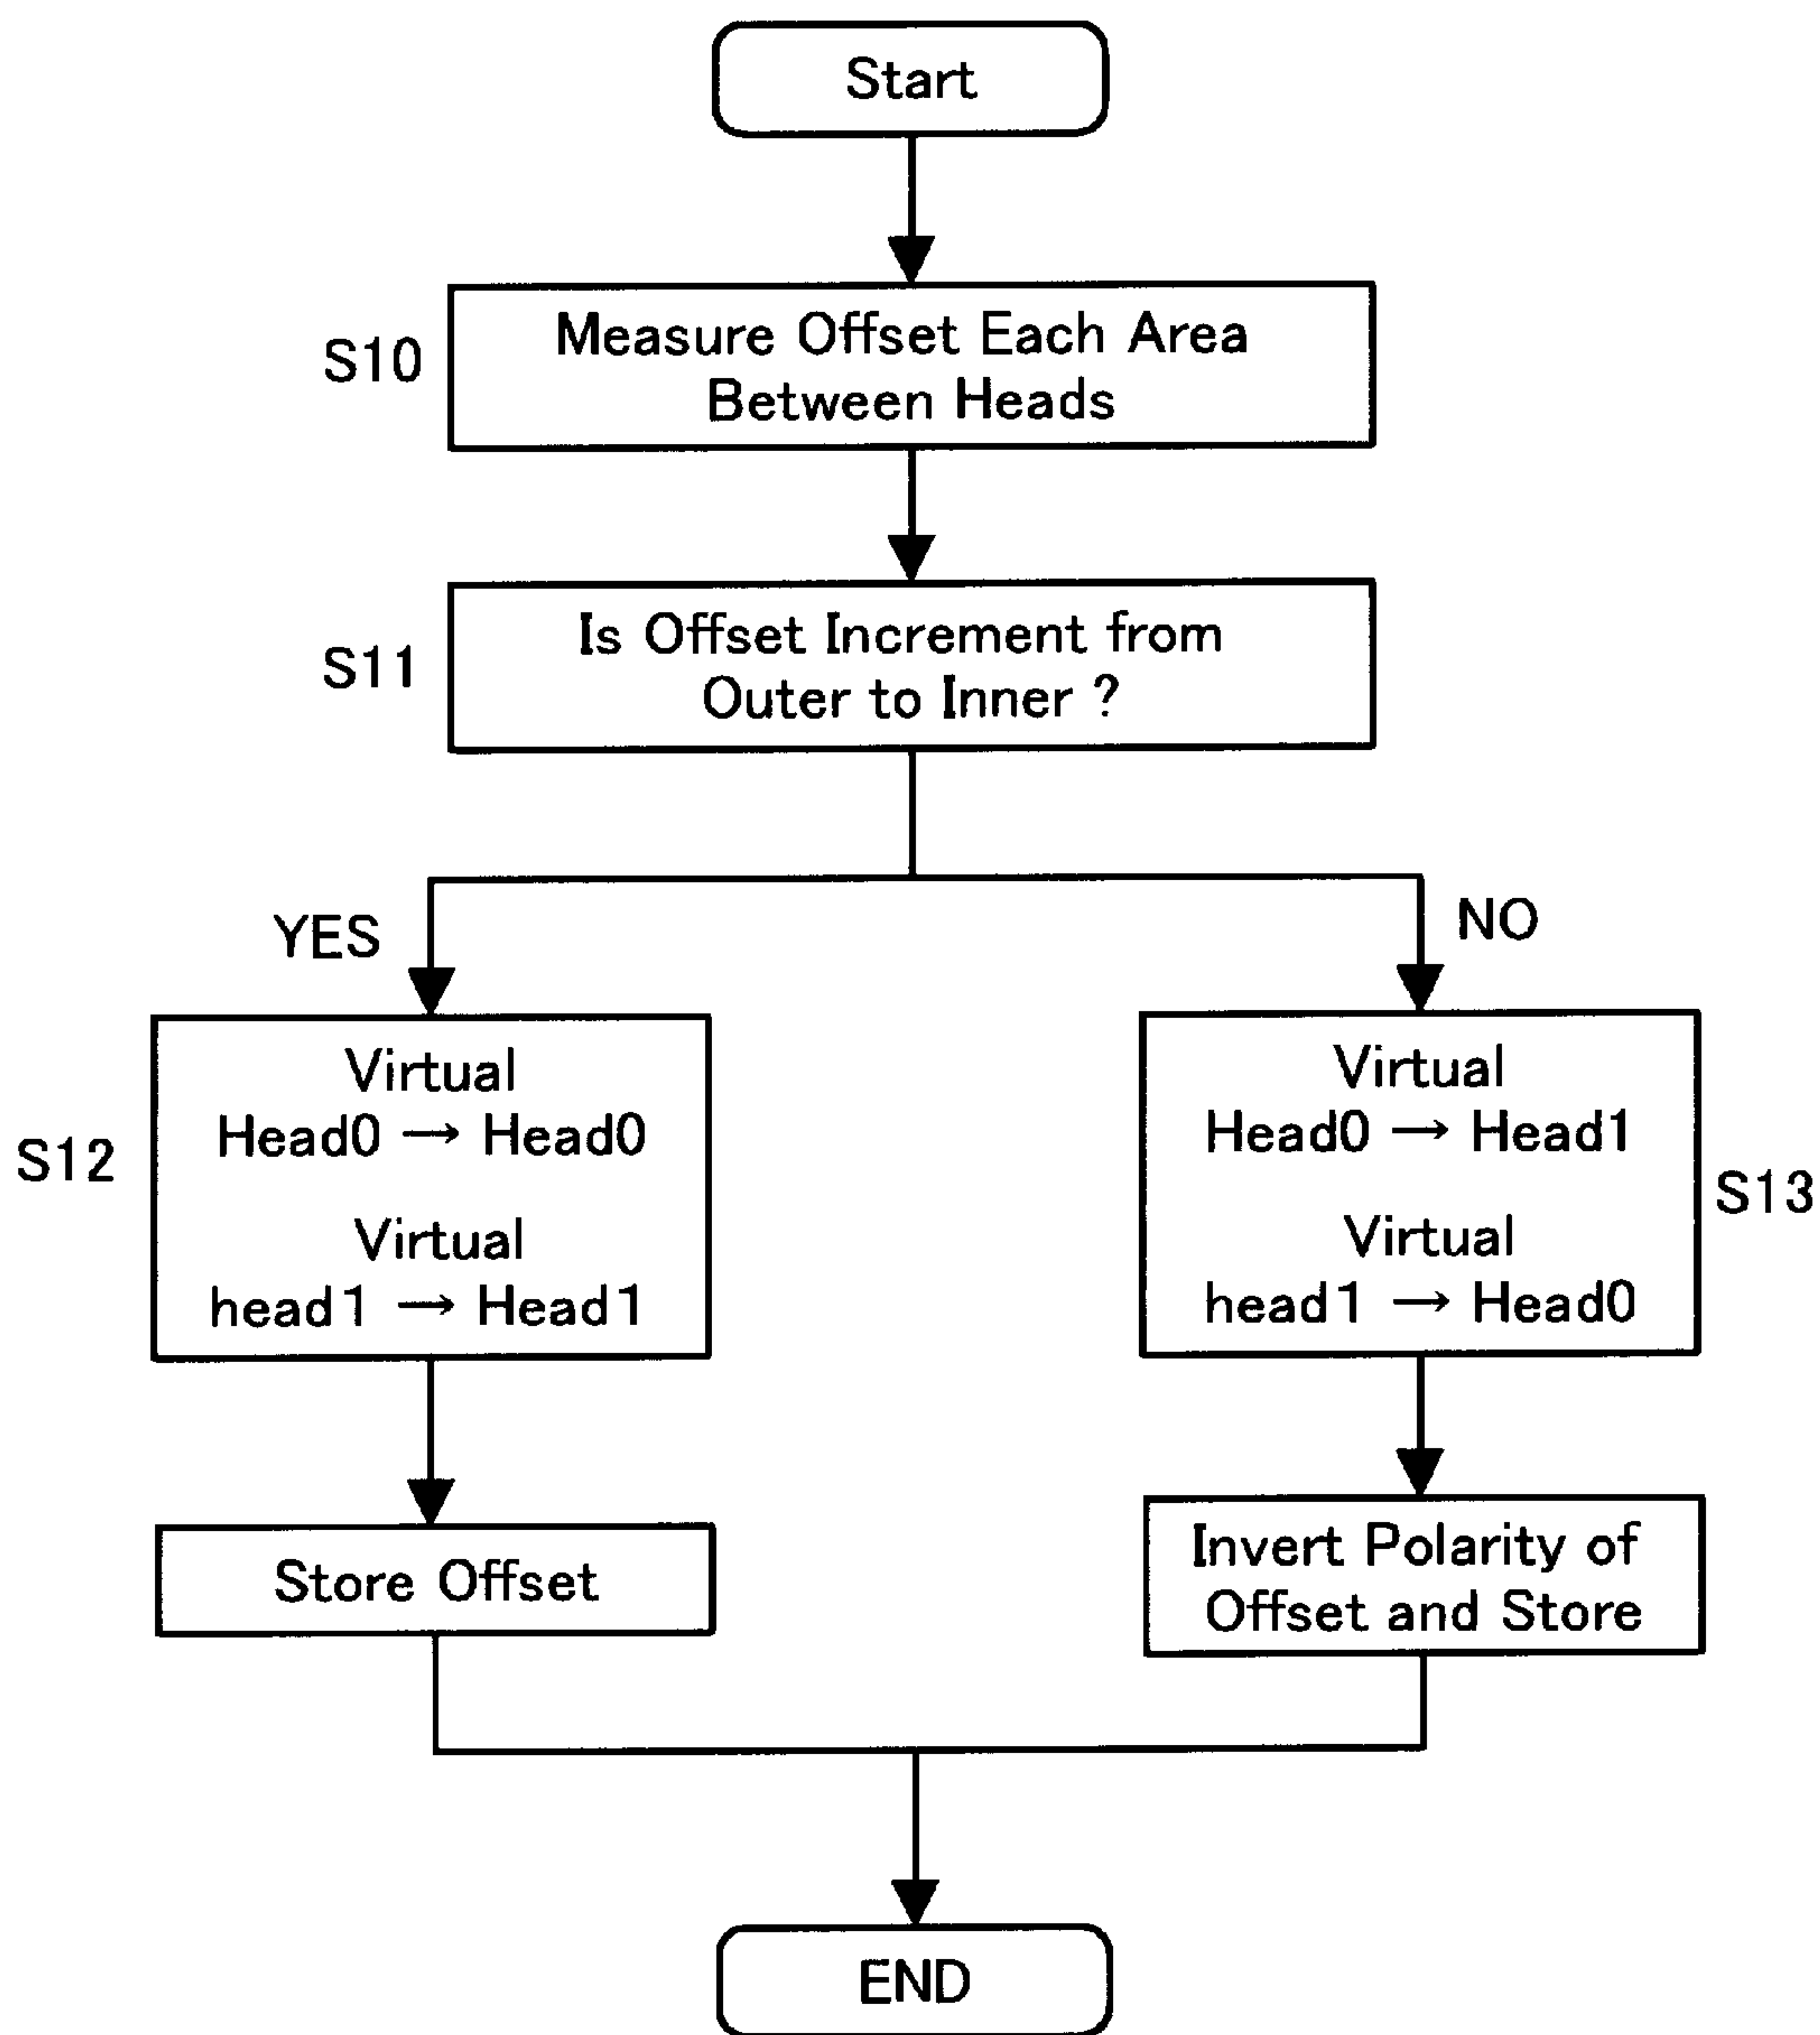 Start
S10
Measure Offset Each Area
Between Heads
S11
Is Offset Increment from
Outer to Inner ?
YES
NO
S12
Virtual
Head0 → Head0
Virtual
head1 → Head1
Virtual
Head0 → Head1
Virtual
head1 → Head0
S13
Store Offset
Invert Polarity of
Offset and Store
END